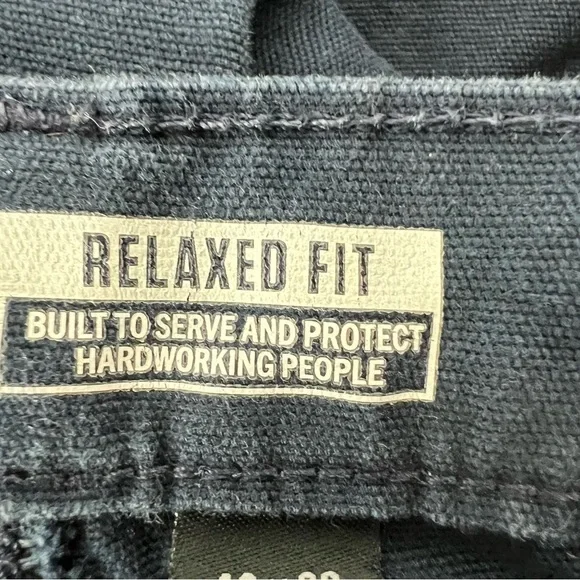 RELAXED FIT
BUILT TO SERVE AND PROTECT
HARDWORKING PEOPLE